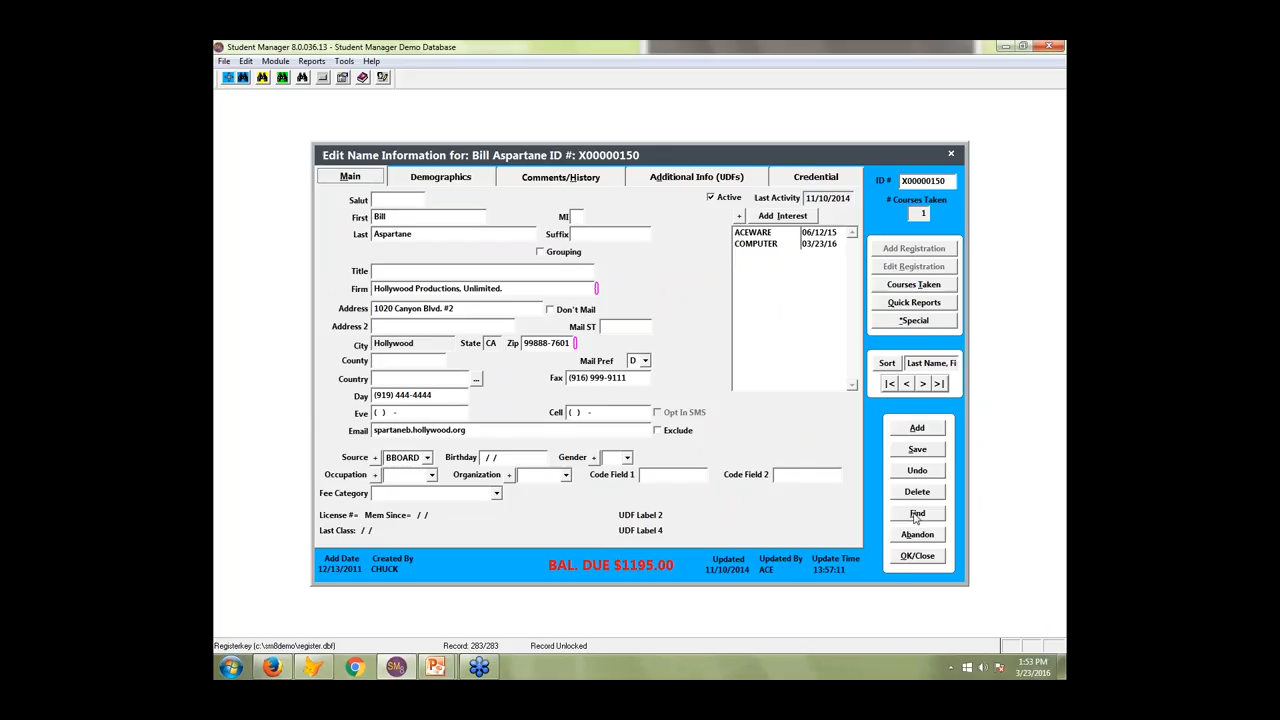 Student Manager 8.0.036.13 - Student Manager Demo Database
File Edit Module Reports Tools Help
Edit Name Information for: Bill Aspartane ID #: X00000150
Main Demographics Comments/History Additional Info (UDFs) Credential
ID # X00000150
# Courses Taken
1
Salut
Active Last Activity 11/10/2014
First Bill MI
+ Add Interest
Last Aspartane Suffix
ACEWARE 06/12/15
COMPUTER 03/23/16
Grouping
Title
Firm Hollywood Productions, Unlimited.
Address 1020 Canyon Blvd. #2 Don't Mail
Address 2 Mail ST
City Hollywood State CA Zip 99888-7601
County Mail Pref D
Country ... Fax (916) 999-9111
Day (919) 444-4444
Eve ( ) - Cell ( ) - Opt In SMS
Email spartaneb.hollywood.org Exclude
Source + BBOARD Birthday / / Gender +
Occupation + Organization + Code Field 1 Code Field 2
Fee Category
License #= Mem Since= / / UDF Label 2
Last Class: / / UDF Label 4
Add Registration
Edit Registration
Courses Taken
Quick Reports
*Special
Sort Last Name, Fi
|< < > >|
Add
Save
Undo
Delete
Find
Abandon
OK/Close
Add Date Created By BAL. DUE $1195.00 Updated Updated By Update Time
12/13/2011 CHUCK 11/10/2014 ACE 13:57:11
Registerkey (c:\sm8demo\register.dbf) Record: 283/283 Record Unlocked
SM8
1:53 PM
3/23/2016